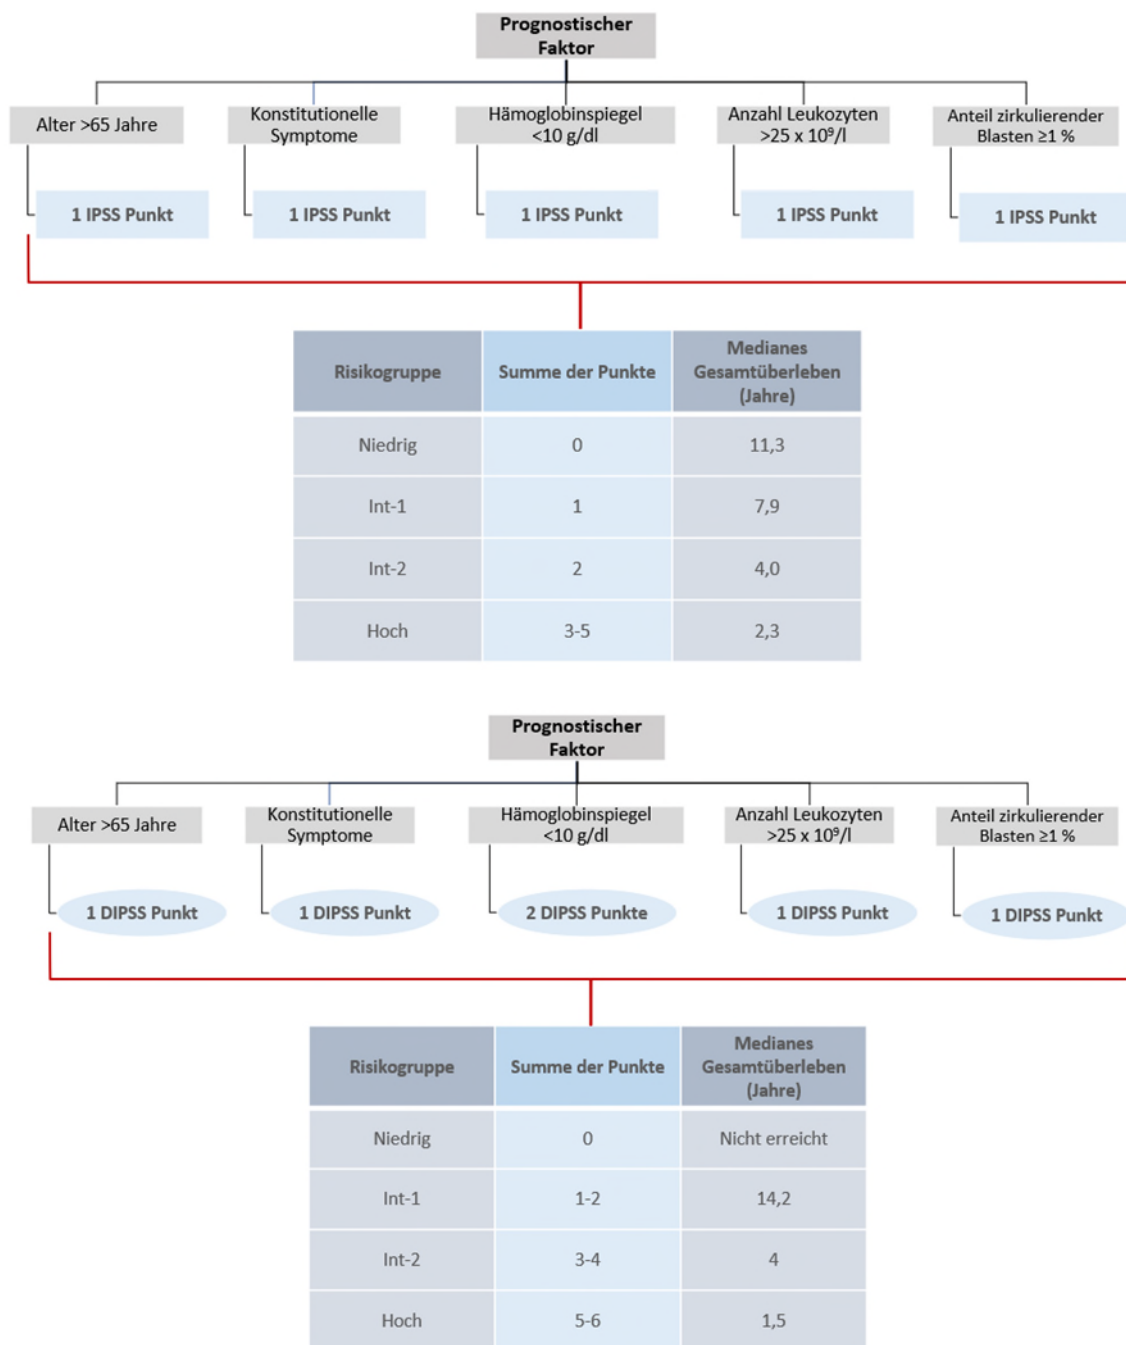 Prognostischer
Faktor
Alter >65 Jahre
Konstitutionelle
Symptome
Hämoglobinspiegel
<10 g/dl
Anzahl Leukozyten
>25 x 10⁹/l
Anteil zirkulierender
Blasten ≥1 %
1 IPSS Punkt
1 IPSS Punkt
1 IPSS Punkt
1 IPSS Punkt
1 IPSS Punkt
Risikogruppe
Summe der Punkte
Medianes
Gesamtüberleben
(Jahre)
Niedrig
0
11,3
Int-1
1
7,9
Int-2
2
4,0
Hoch
3-5
2,3
Prognostischer
Faktor
Alter >65 Jahre
Konstitutionelle
Symptome
Hämoglobinspiegel
<10 g/dl
Anzahl Leukozyten
>25 x 10⁹/l
Anteil zirkulierender
Blasten ≥1 %
1 DIPSS Punkt
1 DIPSS Punkt
2 DIPSS Punkte
1 DIPSS Punkt
1 DIPSS Punkt
Risikogruppe
Summe der Punkte
Medianes
Gesamtüberleben
(Jahre)
Niedrig
0
Nicht erreicht
Int-1
1-2
14,2
Int-2
3-4
4
Hoch
5-6
1,5